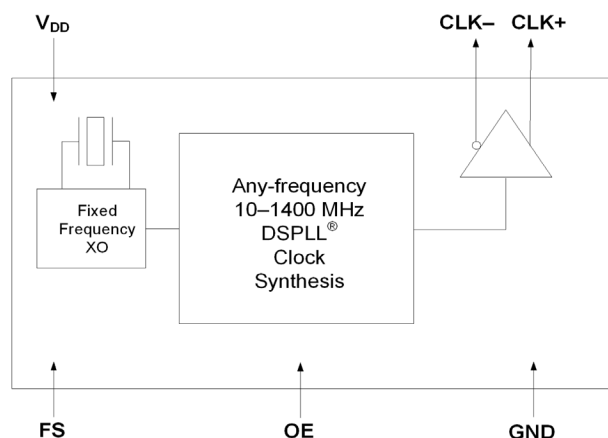 VDD
CLK– CLK+
Fixed
Frequency
XO
Any-frequency
10–1400 MHz
DSPLL®
Clock
Synthesis
FS
OE
GND